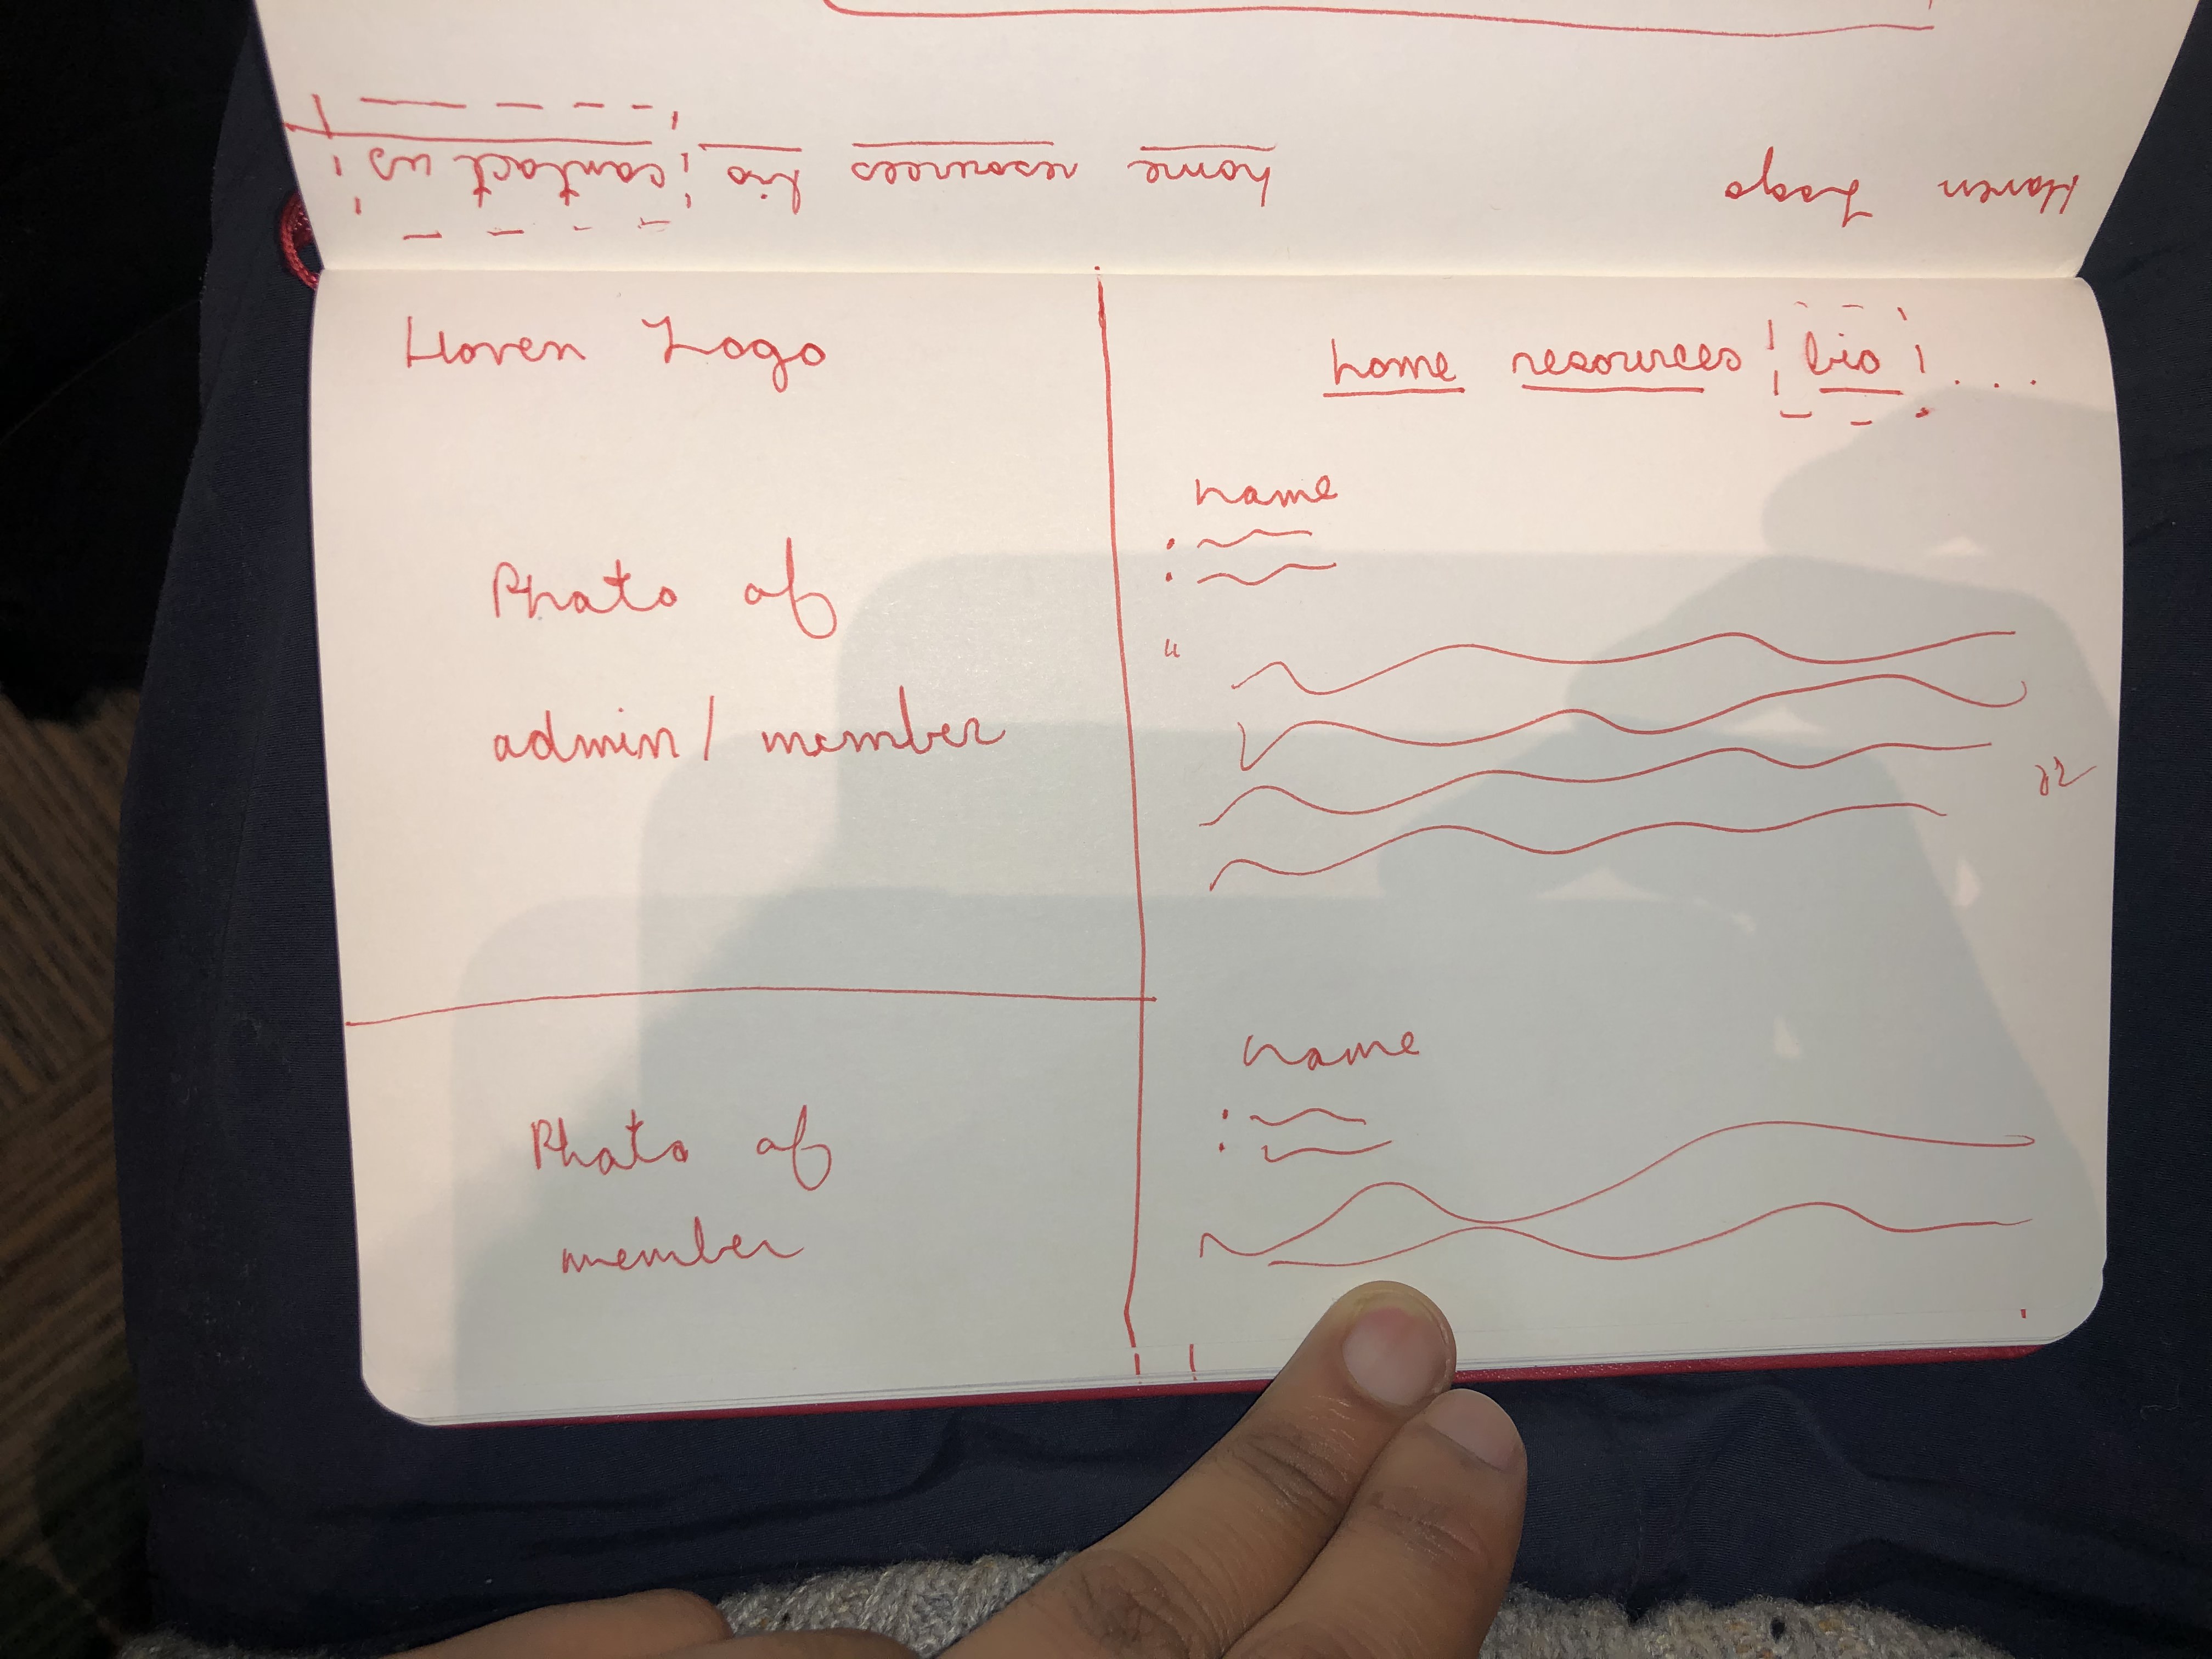 Haven Logo
home resources bio
Photo of
admin / member
name
"
"
Photo of
member
name
Haven Logo
home resources bio contact us